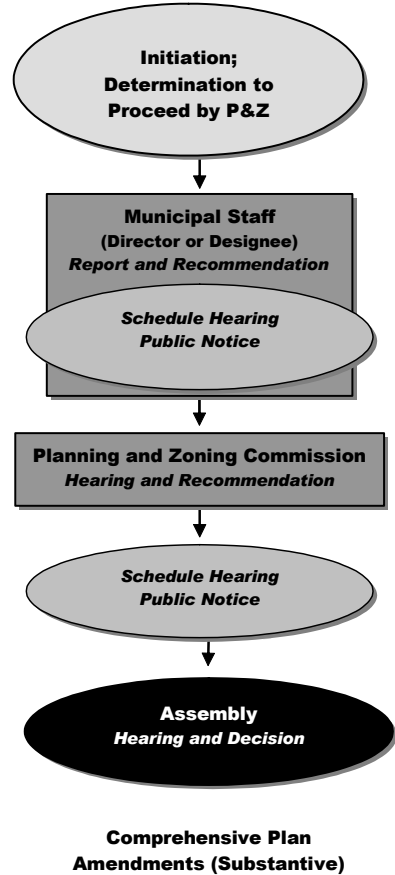 Initiation;
Determination to
Proceed by P&Z
Municipal Staff
(Director or Designee)
Report and Recommendation
Schedule Hearing
Public Notice
Planning and Zoning Commission
Hearing and Recommendation
Schedule Hearing
Public Notice
Assembly
Hearing and Decision
Comprehensive Plan
Amendments (Substantive)